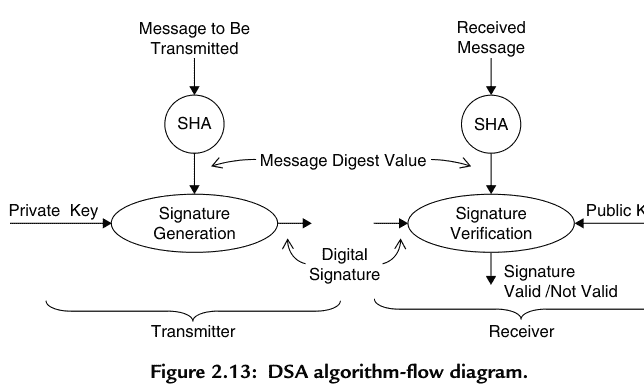 Message to Be
Transmitted
Received
Message
SHA
SHA
Message Digest Value
Private Key
Signature
Generation
Signature
Verification
Public K
Digital
Signature
Signature
Valid /Not Valid
Transmitter
Receiver
Figure 2.13: DSA algorithm-flow diagram.